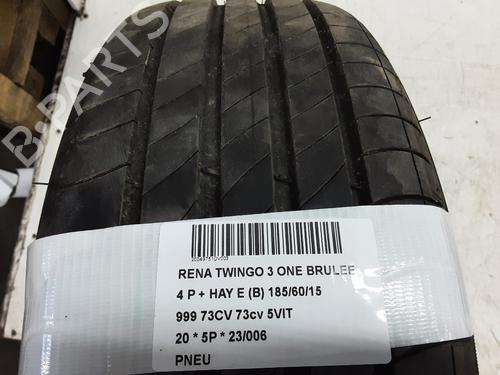 B-PARTS
20049751DV003
RENA TWINGO 3 ONE BRULEE
4 P + HAY E (B) 185/60/15
999 73CV 73cv 5VIT
20 * 5P * 23/006
PNEU